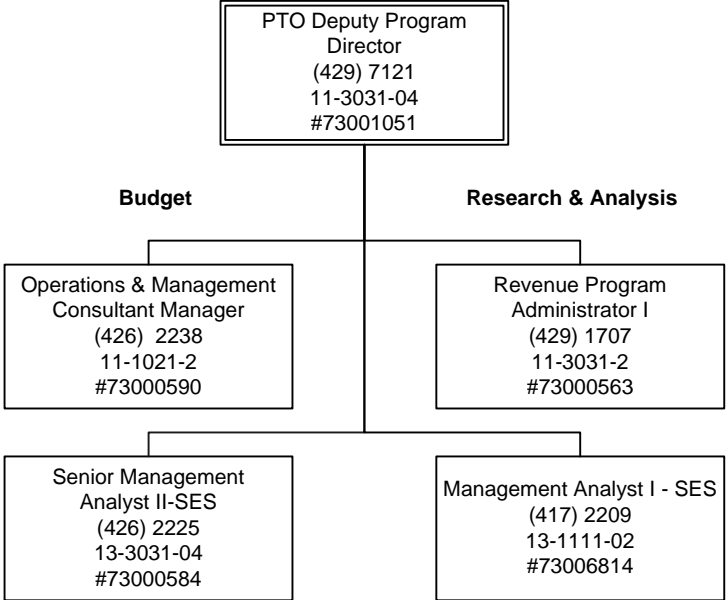 PTO Deputy Program
Director
(429) 7121
11-3031-04
#73001051
Budget
Research & Analysis
Operations & Management
Consultant Manager
(426)  2238
11-1021-2
#73000590
Revenue Program
Administrator I
(429) 1707
11-3031-2
#73000563
Senior Management
Analyst II-SES
(426) 2225
13-3031-04
#73000584
Management Analyst I - SES
(417) 2209
13-1111-02
#73006814